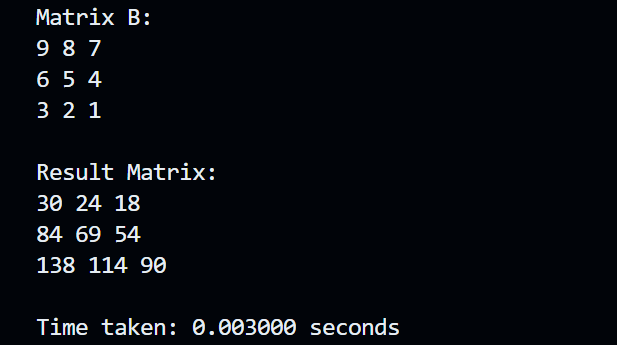 Matrix B:
9 8 7
6 5 4
3 2 1
Result Matrix:
30 24 18
84 69 54
138 114 90
Time taken: 0.003000 seconds